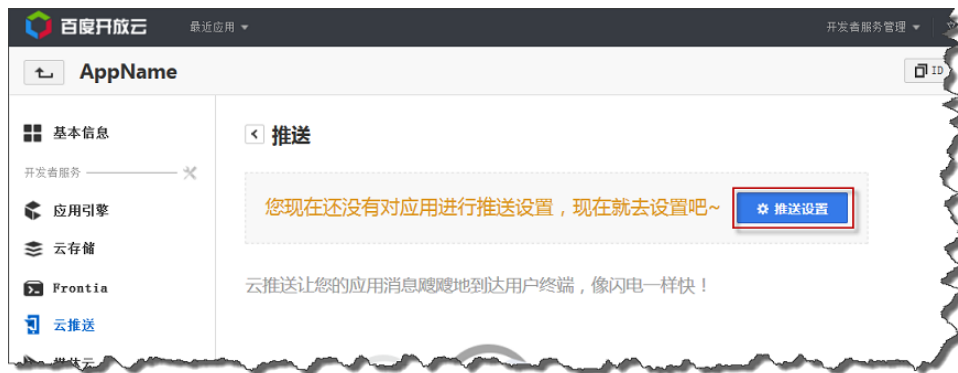 百度开放云 最近应用 开发者服务管理
AppName ID
基本信息
推送
开发者服务
应用引擎
您现在还没有对应用进行推送设置，现在就去设置吧~ 推送设置
云存储
Frontia
云推送让您的应用消息飕飕地到达用户终端，像闪电一样快！
云推送